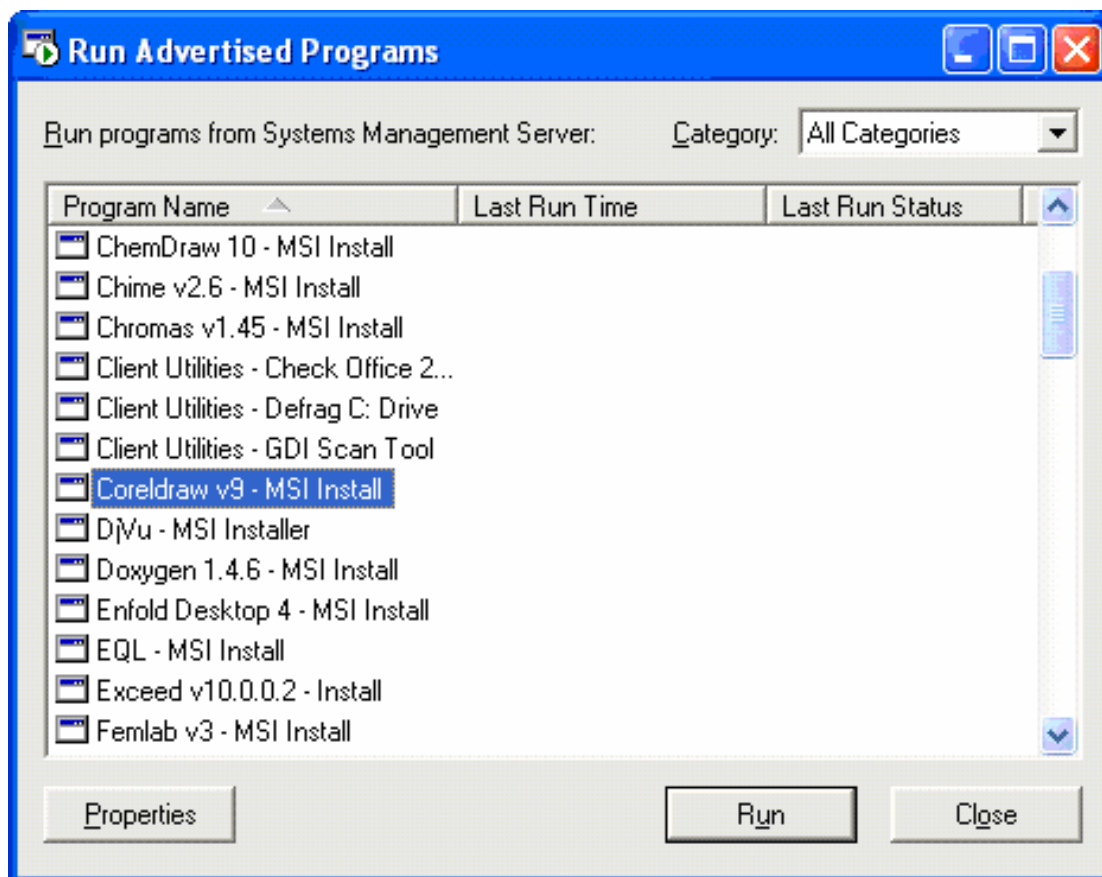 Run Advertised Programs
Run programs from Systems Management Server: Category: All Categories
Program Name Last Run Time Last Run Status
ChemDraw 10 - MSI Install
Chime v2.6 - MSI Install
Chromas v1.45 - MSI Install
Client Utilities - Check Office 2...
Client Utilities - Defrag C: Drive
Client Utilities - GDI Scan Tool
Coreldraw v9 - MSI Install
DjVu - MSI Installer
Doxygen 1.4.6 - MSI Install
Enfold Desktop 4 - MSI Install
EQL - MSI Install
Exceed v10.0.0.2 - Install
Femlab v3 - MSI Install
Properties Run Close